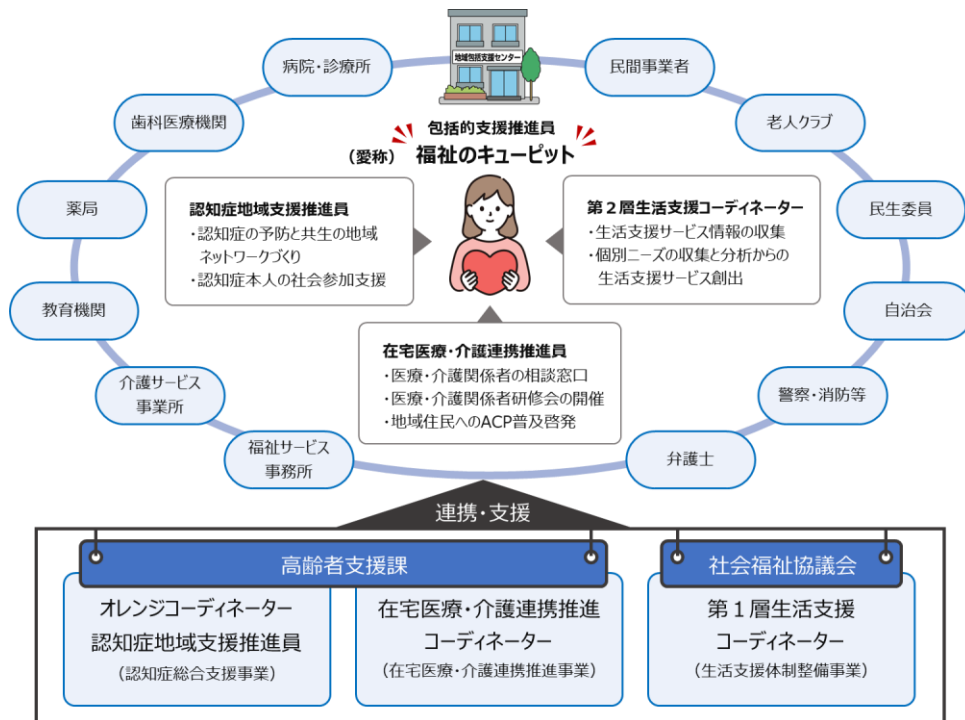 地域包括支援センター
病院・診療所
民間事業者
歯科医療機関
老人クラブ
薬局
民生委員
教育機関
自治会
介護サービス
事業所
警察・消防等
福祉サービス
事務所
弁護士
包括的支援推進員
（愛称） 福祉のキューピット
認知症地域支援推進員
・認知症の予防と共生の地域
ネットワークづくり
・認知症本人の社会参加支援
第２層生活支援コーディネーター
・生活支援サービス情報の収集
・個別ニーズの収集と分析からの
生活支援サービス創出
在宅医療・介護連携推進員
・医療・介護関係者の相談窓口
・医療・介護関係者研修会の開催
・地域住民へのACP普及啓発
連携・支援
高齢者支援課
オレンジコーディネーター
認知症地域支援推進員
（認知症総合支援事業）
在宅医療・介護連携推進
コーディネーター
（在宅医療・介護連携推進事業）
社会福祉協議会
第１層生活支援
コーディネーター
（生活支援体制整備事業）